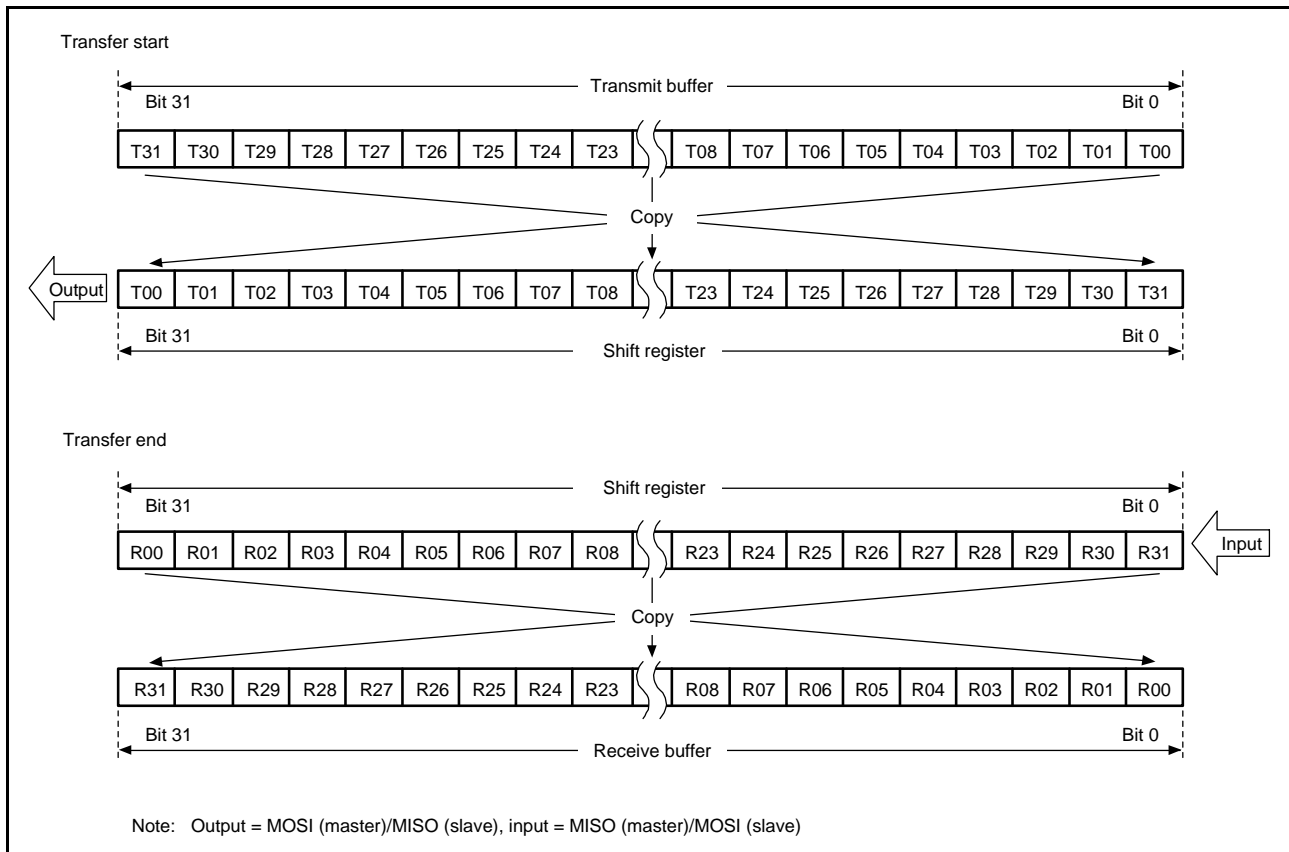 Transfer start
Transmit buffer
Bit 31 Bit 0
T31 T30 T29 T28 T27 T26 T25 T24 T23 T08 T07 T06 T05 T04 T03 T02 T01 T00
Copy
Output T00 T01 T02 T03 T04 T05 T06 T07 T08 T23 T24 T25 T26 T27 T28 T29 T30 T31
Bit 31 Bit 0
Shift register
Transfer end
Shift register
Bit 31 Bit 0
R00 R01 R02 R03 R04 R05 R06 R07 R08 R23 R24 R25 R26 R27 R28 R29 R30 R31 Input
Copy
R31 R30 R29 R28 R27 R26 R25 R24 R23 R08 R07 R06 R05 R04 R03 R02 R01 R00
Bit 31 Bit 0
Receive buffer
Note: Output = MOSI (master)/MISO (slave), input = MISO (master)/MOSI (slave)